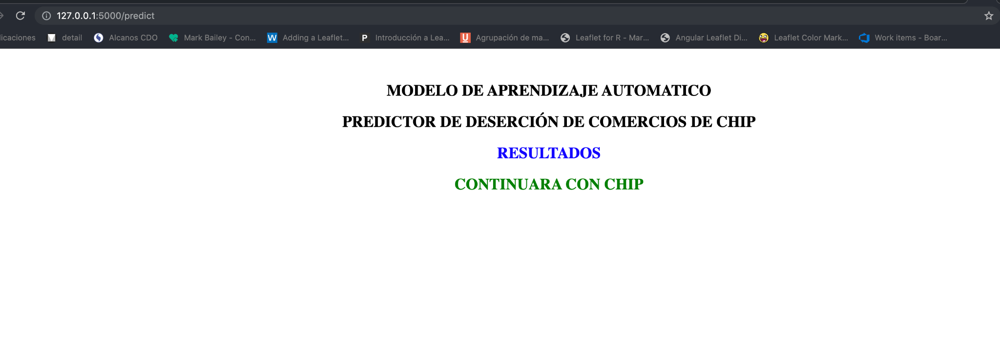 127.0.0.1:5000/predict
licaciones detail Alcanos CDO Mark Bailey - Con... W Adding a Leaflet... P Introducción a Lea... U Agrupación de ma... Leaflet for R - Mar... Angular Leaflet Di... Leaflet Color Mark... Work items - Boar...
MODELO DE APRENDIZAJE AUTOMATICO
PREDICTOR DE DESERCIÓN DE COMERCIOS DE CHIP
RESULTADOS
CONTINUARA CON CHIP